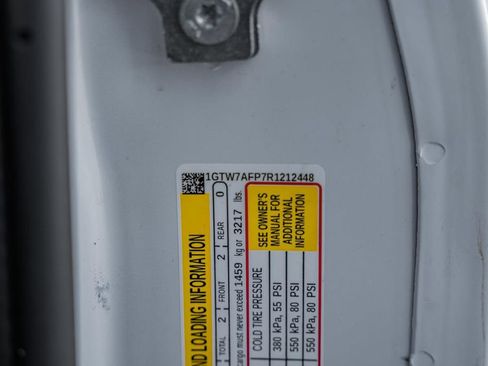 1GTW7AFP7R1212448
ND LOADING INFORMATION
TOTAL 2 FRONT 2 REAR 0
cargo must never exceed 1459 kg or 3217 lbs.
SEE OWNER'S
MANUAL FOR
ADDITIONAL
INFORMATION
COLD TIRE PRESSURE
380 kPa, 55 PSI
550 kPa, 80 PSI
550 kPa, 80 PSI